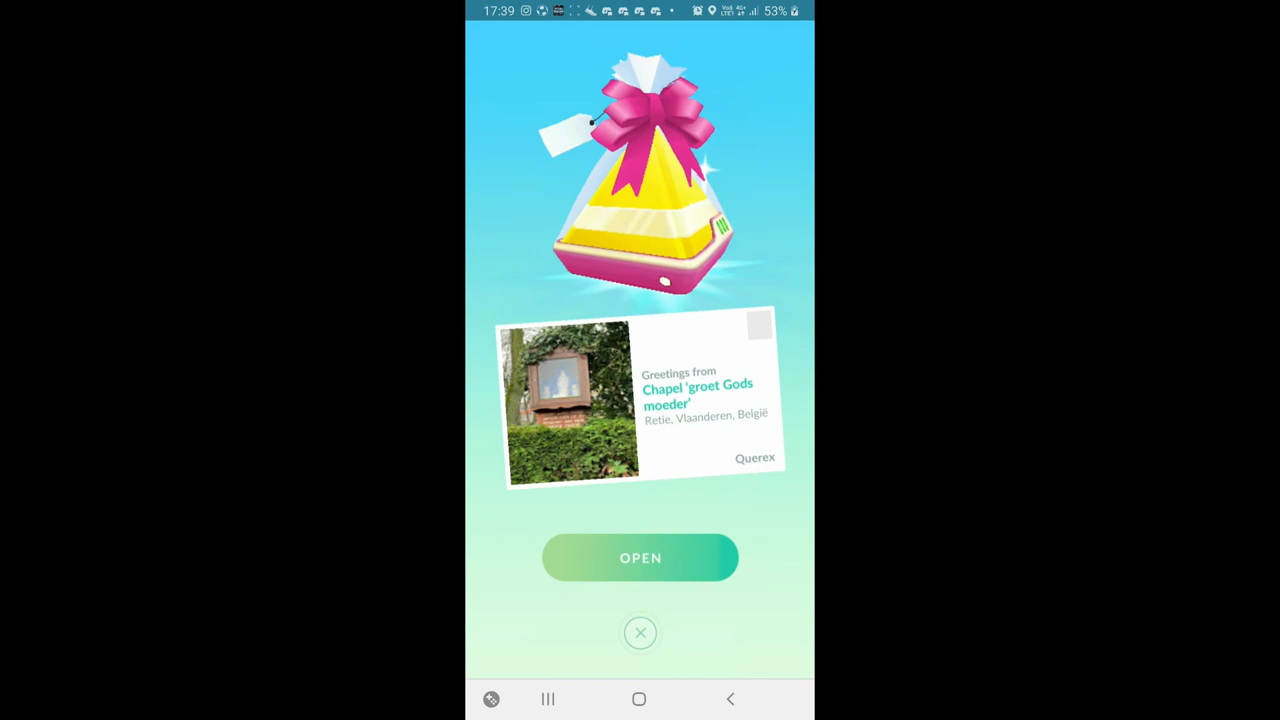 17:39 53%
Greetings from
Chapel 'groet Gods
moeder'
Retie, Vlaanderen, België
Querex
OPEN